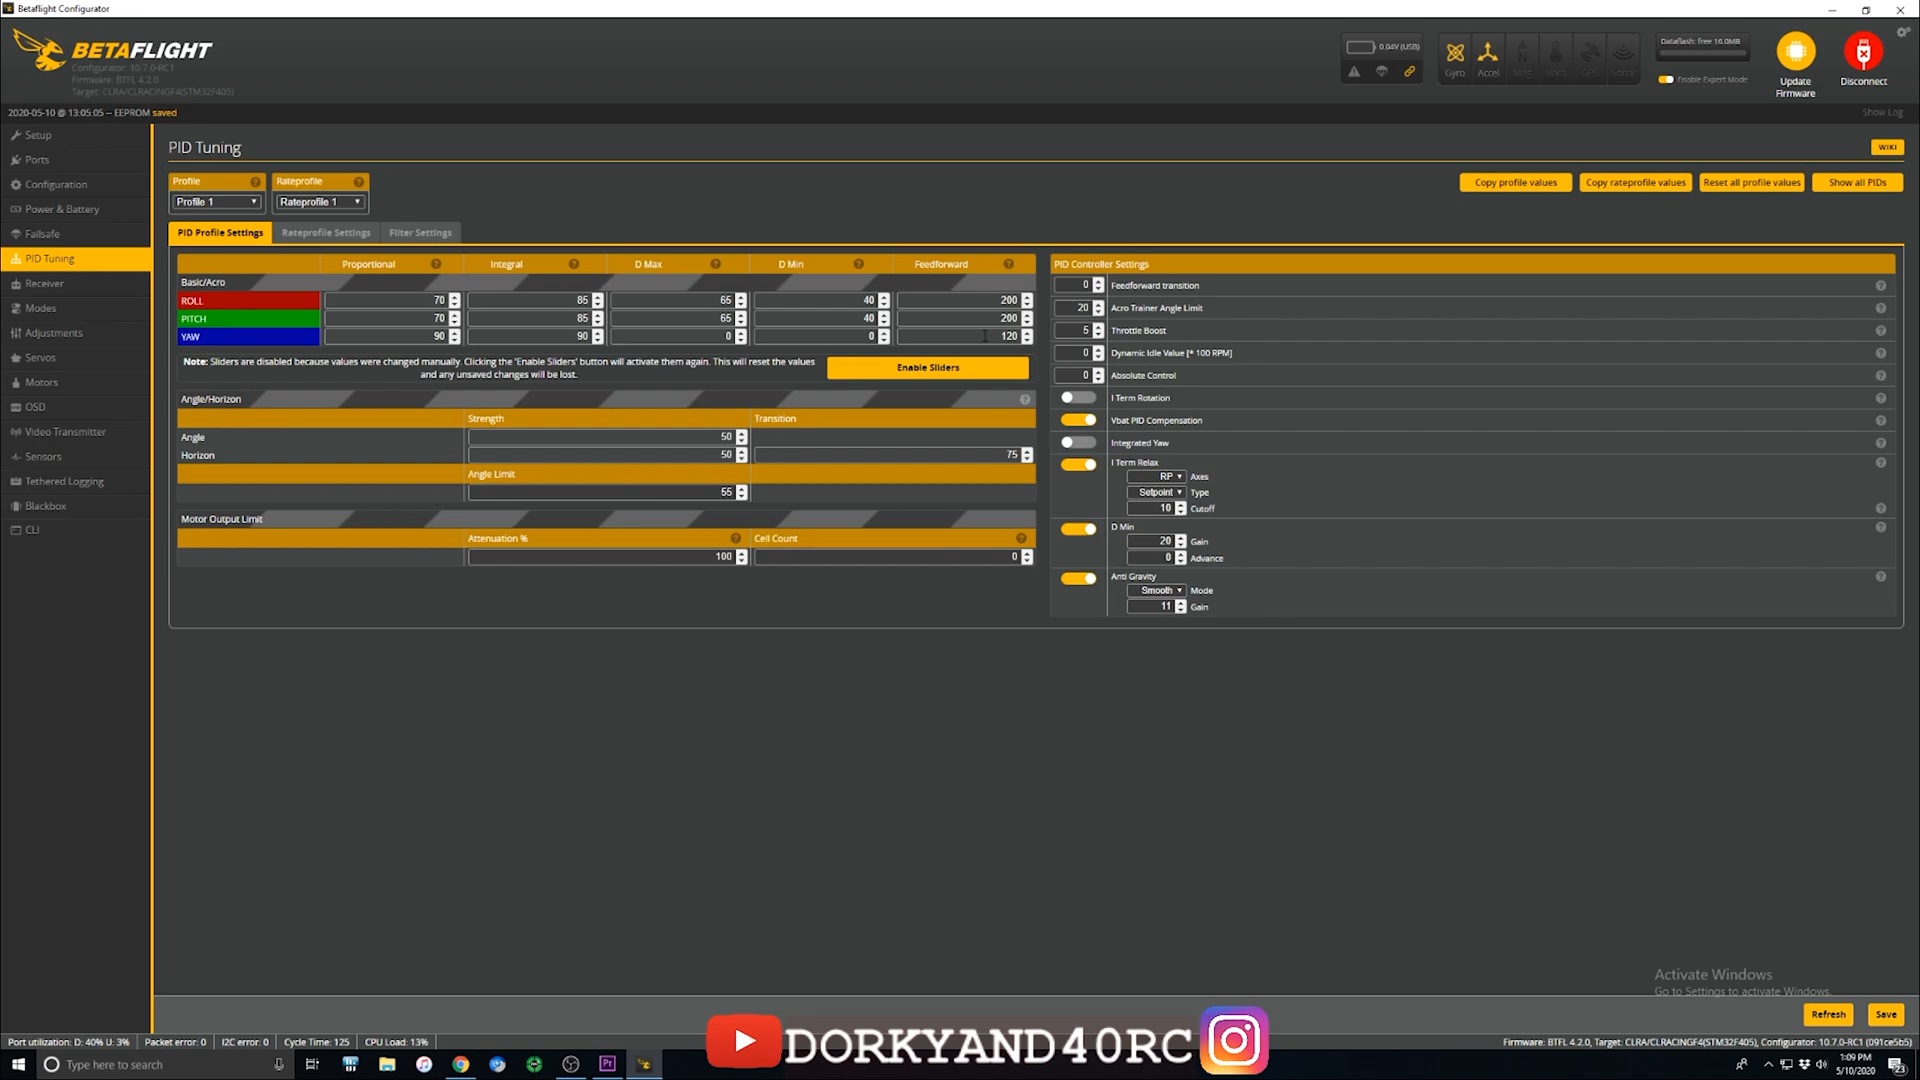 Betaflight Configurator
BETAFLIGHT
Configurator: 10.7.0-RC1
Firmware: BTFL 4.2.0
Target: CLRA/CLRACINGF4(STM32F405)
0.04V (USB)
Gyro Accel Mag Baro GPS Sonar
Dataflash: free 16.0MB
Enable Expert Mode
Update Firmware
Disconnect
2020-05-10 @ 13:05:05 -- EEPROM saved
Show Log
Setup
Ports
Configuration
Power & Battery
Failsafe
PID Tuning
Receiver
Modes
Adjustments
Servos
Motors
OSD
Video Transmitter
Sensors
Tethered Logging
Blackbox
CLI
PID Tuning
WIKI
Profile
Profile 1
Rateprofile
Rateprofile 1
Copy profile values
Copy rateprofile values
Reset all profile values
Show all PIDs
PID Profile Settings
Rateprofile Settings
Filter Settings
Proportional Integral D Max D Min Feedforward
Basic/Acro
ROLL 70 85 65 40 200
PITCH 70 85 65 40 200
YAW 90 90 0 0 120
Note: Sliders are disabled because values were changed manually. Clicking the 'Enable Sliders' button will activate them again. This will reset the values
and any unsaved changes will be lost.
Enable Sliders
Angle/Horizon
Strength Transition
Angle 50
Horizon 50 75
Angle Limit
55
Motor Output Limit
Attenuation % Cell Count
100 0
PID Controller Settings
0 Feedforward transition
20 Acro Trainer Angle Limit
5 Throttle Boost
0 Dynamic Idle Value [* 100 RPM]
0 Absolute Control
I Term Rotation
Vbat PID Compensation
Integrated Yaw
I Term Relax
RP Axes
Setpoint Type
10 Cutoff
D Min
20 Gain
0 Advance
Anti Gravity
Smooth Mode
11 Gain
Activate Windows
Go to Settings to activate Windows.
Refresh
Save
DORKYAND40RC
Port utilization: D: 40% U: 3% Packet error: 0 I2C error: 0 Cycle Time: 125 CPU Load: 13%
Firmware: BTFL 4.2.0, Target: CLRA/CLRACINGF4(STM32F405), Configurator: 10.7.0-RC1 (091ce5b5)
Type here to search
Pr
1:09 PM
5/10/2020
23